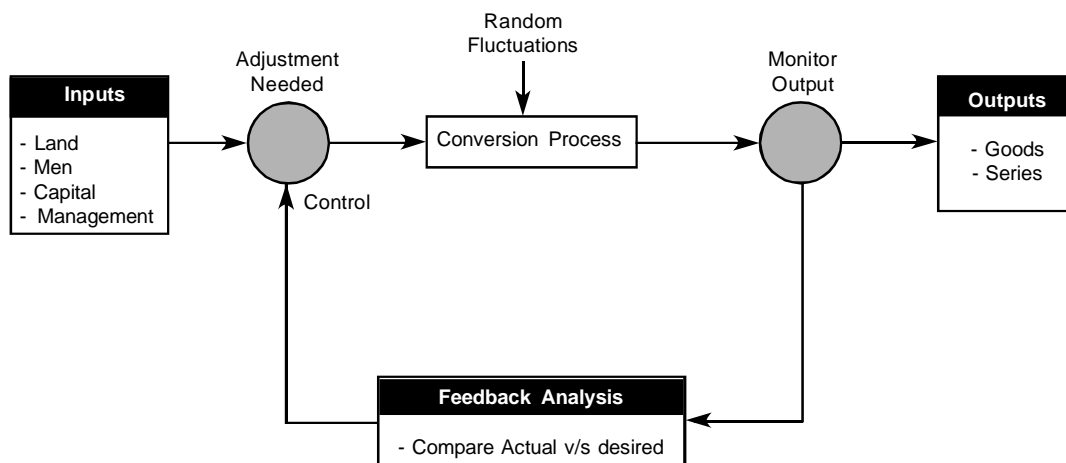 Random
Fluctuations
Adjustment
Needed
Monitor
Output
Inputs
- Land
- Men
- Capital
- Management
Conversion Process
Outputs
- Goods
- Series
Control
Feedback Analysis
- Compare Actual v/s desired